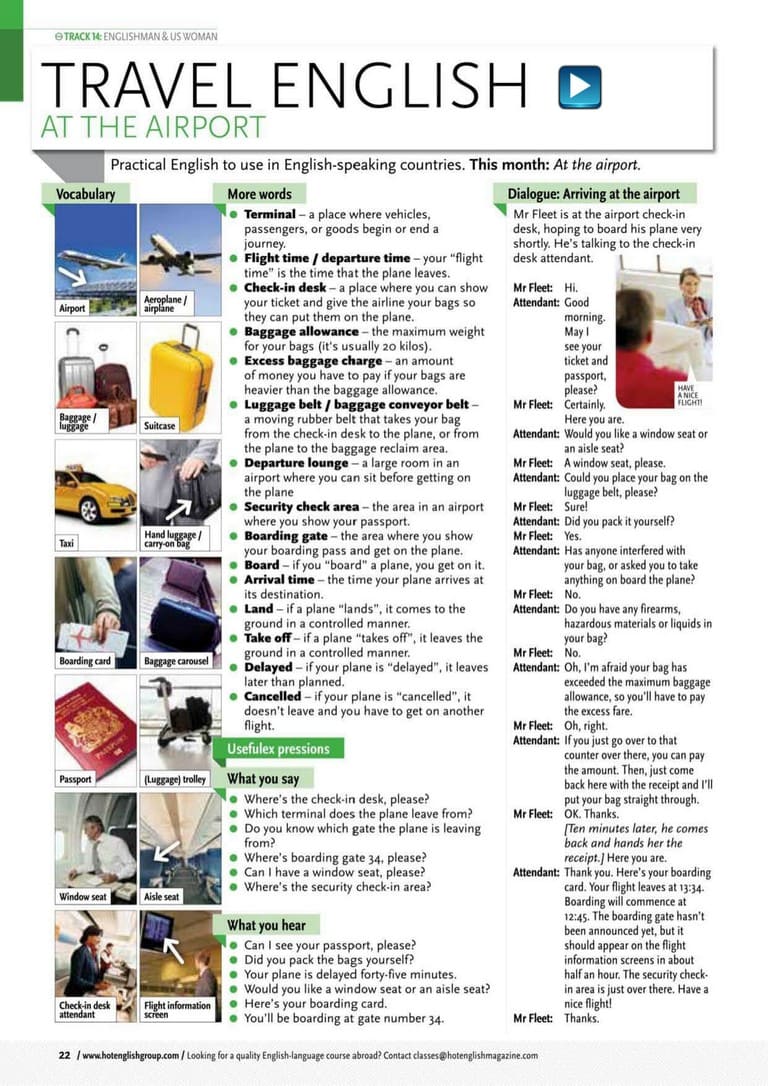 TRACK 14: ENGLISHMAN & US WOMAN
TRAVEL ENGLISH
AT THE AIRPORT
Practical English to use in English-speaking countries. This month: At the airport.
Vocabulary
Airport
Aeroplane /
airplane
Baggage /
luggage
Suitcase
Taxi
Hand luggage /
carry-on bag
Boarding card
Baggage carousel
Passport
(Luggage) trolley
Window seat
Aisle seat
Check-in desk
attendant
Flight information
screen
More words
Terminal – a place where vehicles,
passengers, or goods begin or end a
journey.
Flight time / departure time – your “flight
time” is the time that the plane leaves.
Check-in desk – a place where you can show
your ticket and give the airline your bags so
they can put them on the plane.
Baggage allowance – the maximum weight
for your bags (it's usually 20 kilos).
Excess baggage charge – an amount
of money you have to pay if your bags are
heavier than the baggage allowance.
Luggage belt / baggage conveyor belt –
a moving rubber belt that takes your bag
from the check-in desk to the plane, or from
the plane to the baggage reclaim area.
Departure lounge – a large room in an
airport where you can sit before getting on
the plane
Security check area – the area in an airport
where you show your passport.
Boarding gate – the area where you show
your boarding pass and get on the plane.
Board – if you “board” a plane, you get on it.
Arrival time – the time your plane arrives at
its destination.
Land – if a plane “lands”, it comes to the
ground in a controlled manner.
Take off – if a plane “takes off”, it leaves the
ground in a controlled manner.
Delayed – if your plane is “delayed”, it leaves
later than planned.
Cancelled – if your plane is “cancelled”, it
doesn't leave and you have to get on another
flight.
Usefulex pressions
What you say
Where's the check-in desk, please?
Which terminal does the plane leave from?
Do you know which gate the plane is leaving
from?
Where's boarding gate 34, please?
Can I have a window seat, please?
Where's the security check-in area?
What you hear
Can I see your passport, please?
Did you pack the bags yourself?
Your plane is delayed forty-five minutes.
Would you like a window seat or an aisle seat?
Here's your boarding card.
You'll be boarding at gate number 34.
Dialogue: Arriving at the airport
Mr Fleet is at the airport check-in
desk, hoping to board his plane very
shortly. He's talking to the check-in
desk attendant.
Mr Fleet: Hi.
Attendant: Good
morning.
May I
see your
ticket and
passport,
please?
HAVE
A NICE
FLIGHT!
Mr Fleet: Certainly.
Here you are.
Attendant: Would you like a window seat or
an aisle seat?
Mr Fleet: A window seat, please.
Attendant: Could you place your bag on the
luggage belt, please?
Mr Fleet: Sure!
Attendant: Did you pack it yourself?
Mr Fleet: Yes.
Attendant: Has anyone interfered with
your bag, or asked you to take
anything on board the plane?
Mr Fleet: No.
Attendant: Do you have any firearms,
hazardous materials or liquids in
your bag?
Mr Fleet: No.
Attendant: Oh, I'm afraid your bag has
exceeded the maximum baggage
allowance, so you'll have to pay
the excess fare.
Mr Fleet: Oh, right.
Attendant: If you just go over to that
counter over there, you can pay
the amount. Then, just come
back here with the receipt and I'll
put your bag straight through.
Mr Fleet: OK. Thanks.
[Ten minutes later, he comes
back and hands her the
receipt.] Here you are.
Attendant: Thank you. Here's your boarding
card. Your flight leaves at 13:34.
Boarding will commence at
12:45. The boarding gate hasn't
been announced yet, but it
should appear on the flight
information screens in about
half an hour. The security check-
in area is just over there. Have a
nice flight!
Mr Fleet: Thanks.
22 / www.hotenglishgroup.com / Looking for a quality English-language course abroad? Contact classes@hotenglishmagazine.com